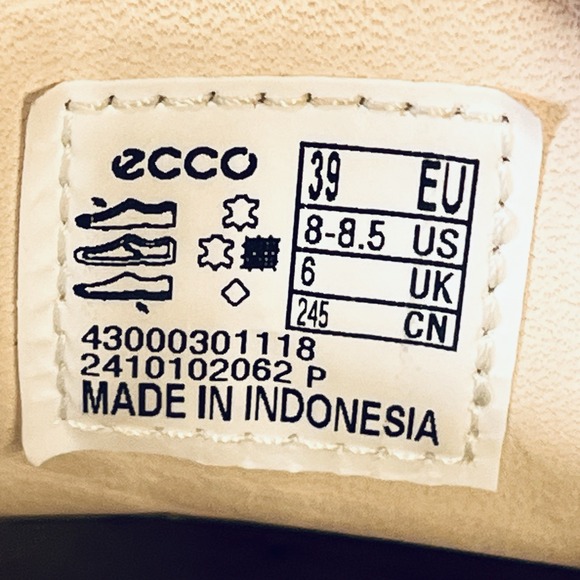 ecco
39 EU
8-8.5 US
6 UK
245 CN
43000301118
2410102062 P
MADE IN INDONESIA